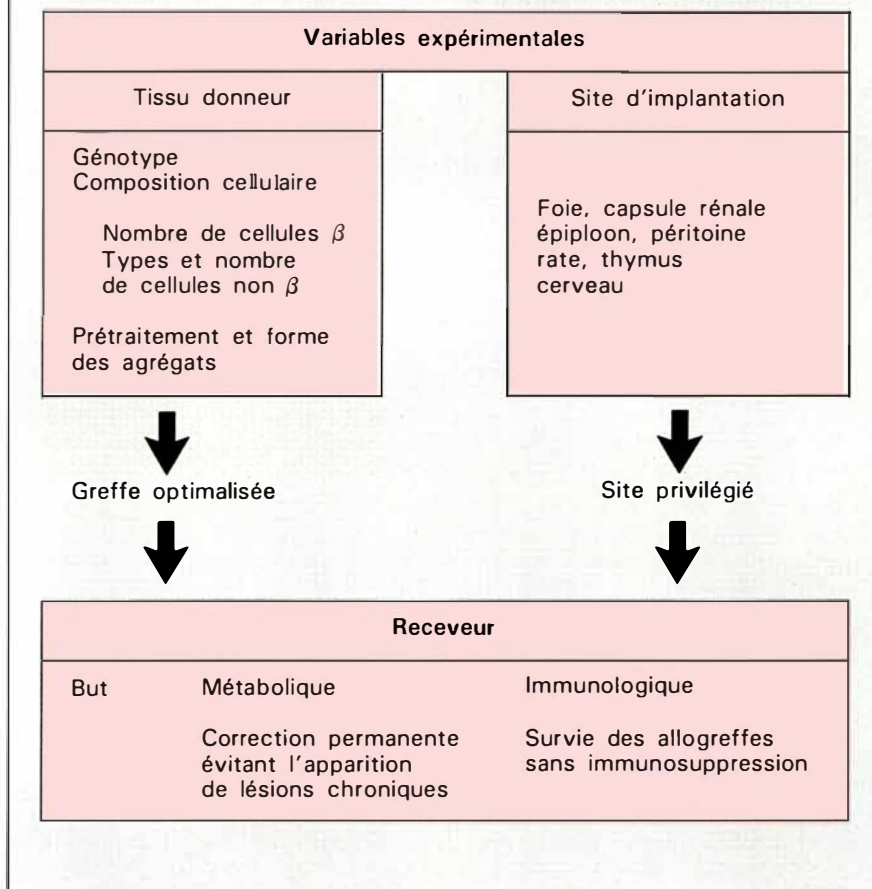 Variables expérimentales
Tissu donneur
Génotype
Composition cellulaire
Nombre de cellules β
Types et nombre
de cellules non β
Prétraitement et forme
des agrégats
Site d'implantation
Foie, capsule rénale
épiploon, péritoine
rate, thymus
cerveau
Greffe optimalisée
Site privilégié
Receveur
But
Métabolique
Correction permanente
évitant l'apparition
de lésions chroniques
Immunologique
Survie des allogreffes
sans immunosuppression